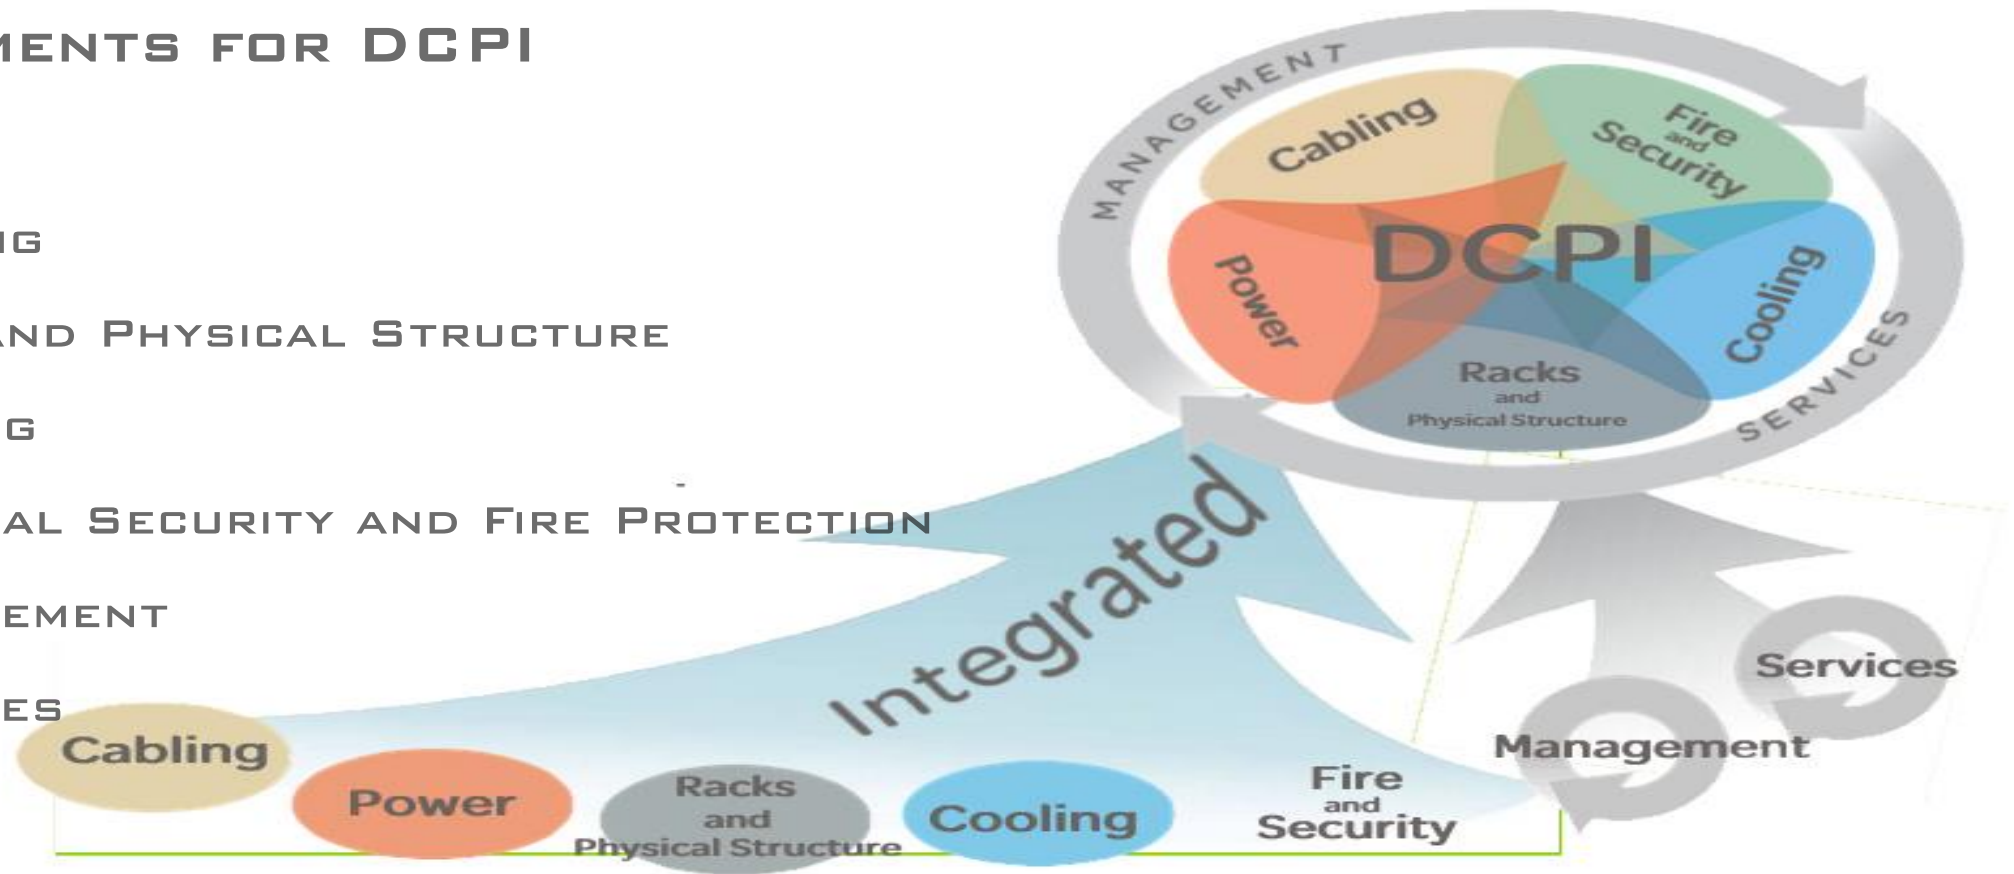 MENTS FOR DCPI
NG
AND PHYSICAL STRUCTURE
G
AL SECURITY AND FIRE PROTECTION
EMENT
ES
MANAGEMENT
Cabling
Fire
and
Security
Power
DCPI
Cooling
Racks
and
Physical Structure
SERVICES
Integrated
Services
Management
Cabling
Power
Racks
and
Physical Structure
Cooling
Fire
and
Security